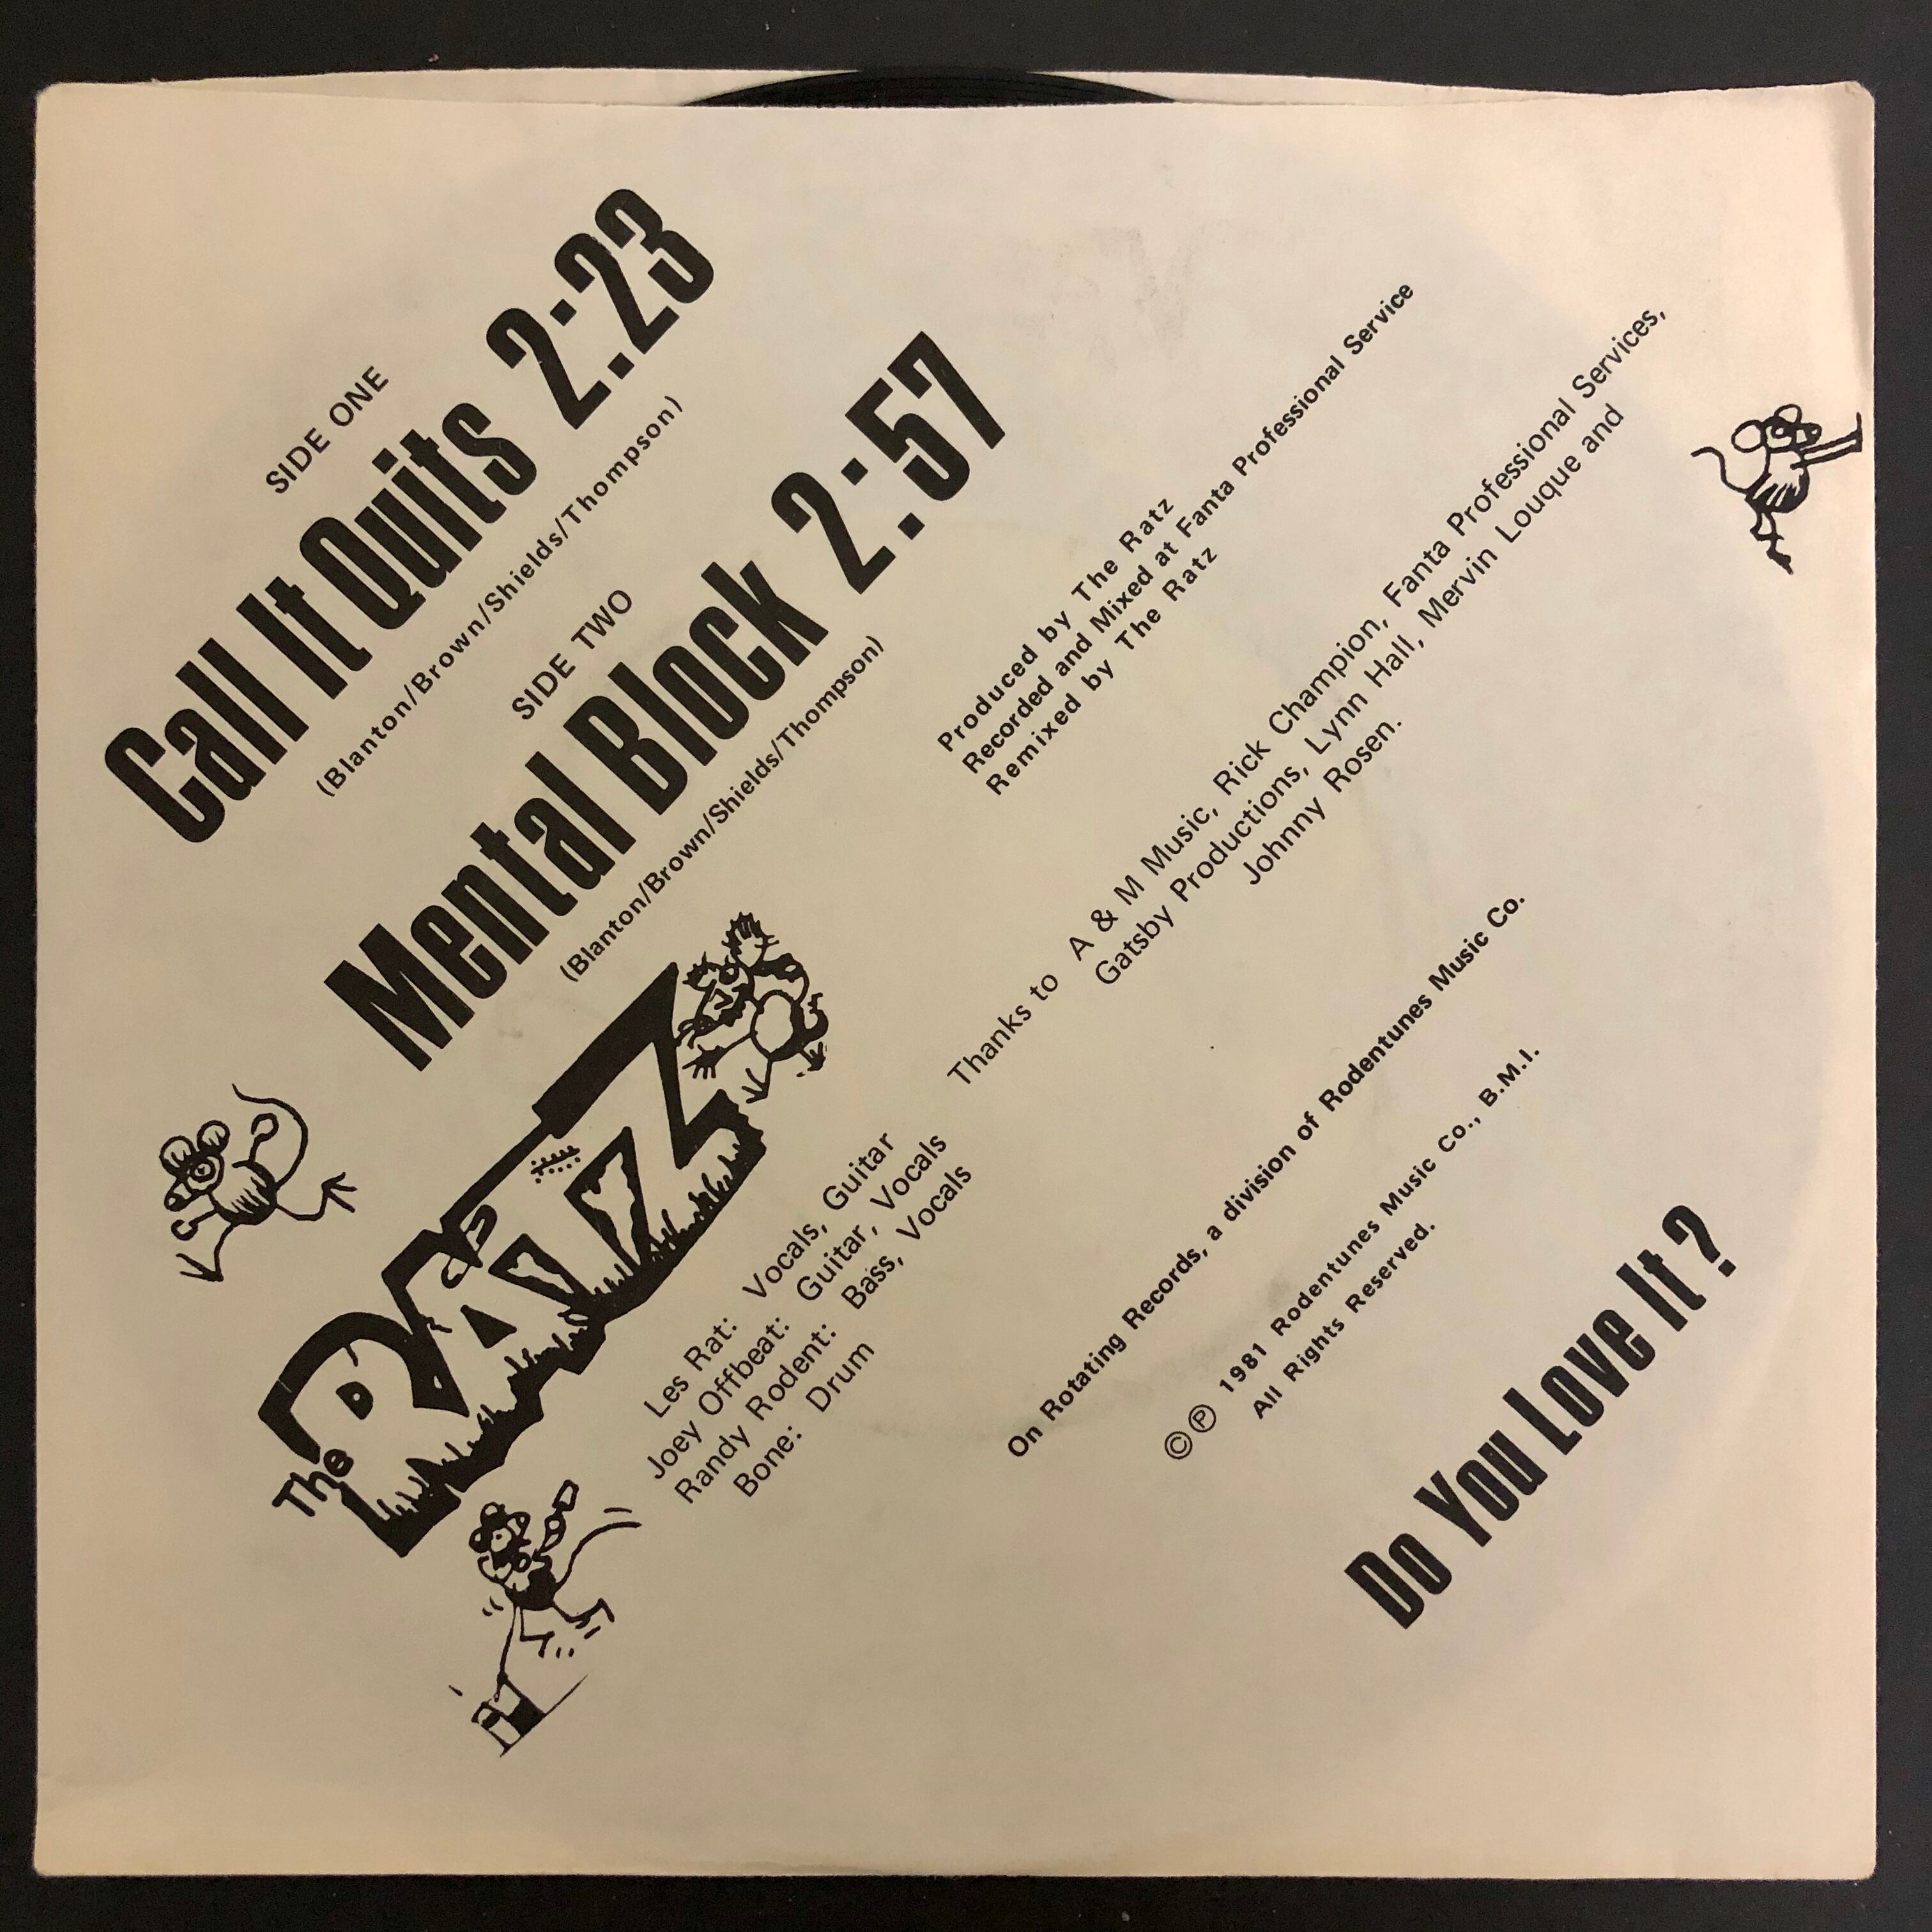 SIDE ONE
Call It Quits 2:23
(Blanton/Brown/Shields/Thompson)
SIDE TWO
Mental Block 2:57
(Blanton/Brown/Shields/Thompson)
The RATZ
Les Rat: Vocals, Guitar
Joey Offbeat: Guitar, Vocals
Randy Rodent: Bass, Vocals
Bone: Drum
Produced by The Ratz
Recorded and Mixed at Fanta Professional Service
Remixed by The Ratz
Thanks to A & M Music, Rick Champion, Fanta Professional Services,
Gatsby Productions, Lynn Hall, Mervin Louque and
Johnny Rosen.
On Rotating Records, a division of Rodentunes Music Co.
©℗ 1981 Rodentunes Music Co., B.M.I.
All Rights Reserved.
Do You Love It?